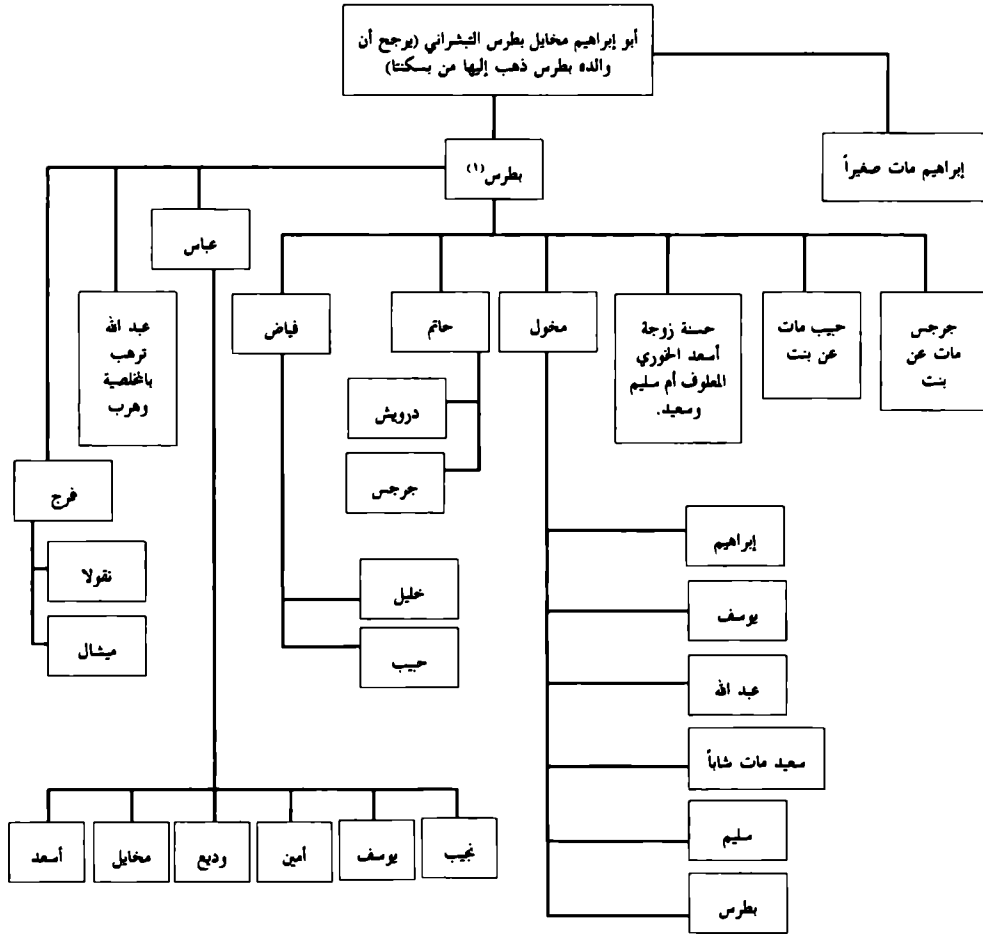 أبو إبراهيم مخايل بطرس التبشراني (يرجح أن
والده بطرس ذهب إليها من بسكنتا)
إبراهيم مات صغيراً
بطرس(١)
جرجس
مات عن
بنت
حبيب مات
عن بنت
حسنة زوجة
أسعد الخوري
المعلوف أم سليم
وسعيد.
مخول
حاتم
فياض
عباس
عبد الله
ترهب
بالمخلصية
وهرب
فرج
درويش
جرجس
نقولا
ميشال
خليل
حبيب
إبراهيم
يوسف
عبد الله
سعيد مات شاباً
سليم
بطرس
نجيب
يوسف
أمين
وديع
مخايل
أسعد